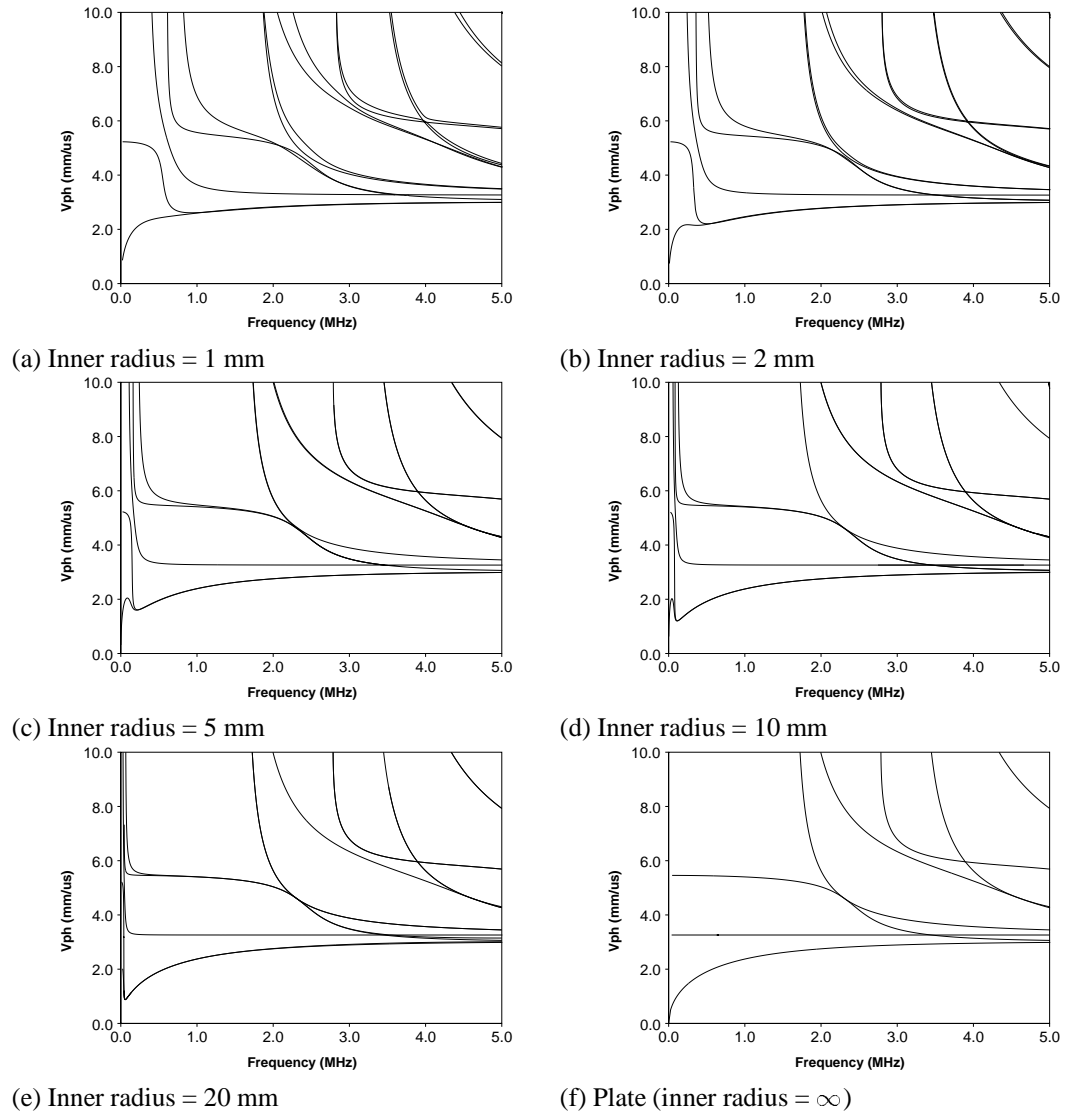 10.0
8.0
6.0
4.0
2.0
0.0
Vph (mm/us)
0.0 1.0 2.0 3.0 4.0 5.0
Frequency (MHz)
(a) Inner radius = 1 mm
10.0
8.0
6.0
4.0
2.0
0.0
Vph (mm/us)
0.0 1.0 2.0 3.0 4.0 5.0
Frequency (MHz)
(b) Inner radius = 2 mm
10.0
8.0
6.0
4.0
2.0
0.0
Vph (mm/us)
0.0 1.0 2.0 3.0 4.0 5.0
Frequency (MHz)
(c) Inner radius = 5 mm
10.0
8.0
6.0
4.0
2.0
0.0
Vph (mm/us)
0.0 1.0 2.0 3.0 4.0 5.0
Frequency (MHz)
(d) Inner radius = 10 mm
10.0
8.0
6.0
4.0
2.0
0.0
Vph (mm/us)
0.0 1.0 2.0 3.0 4.0 5.0
Frequency (MHz)
(e) Inner radius = 20 mm
10.0
8.0
6.0
4.0
2.0
0.0
Vph (mm/us)
0.0 1.0 2.0 3.0 4.0 5.0
Frequency (MHz)
(f) Plate (inner radius = ∞)